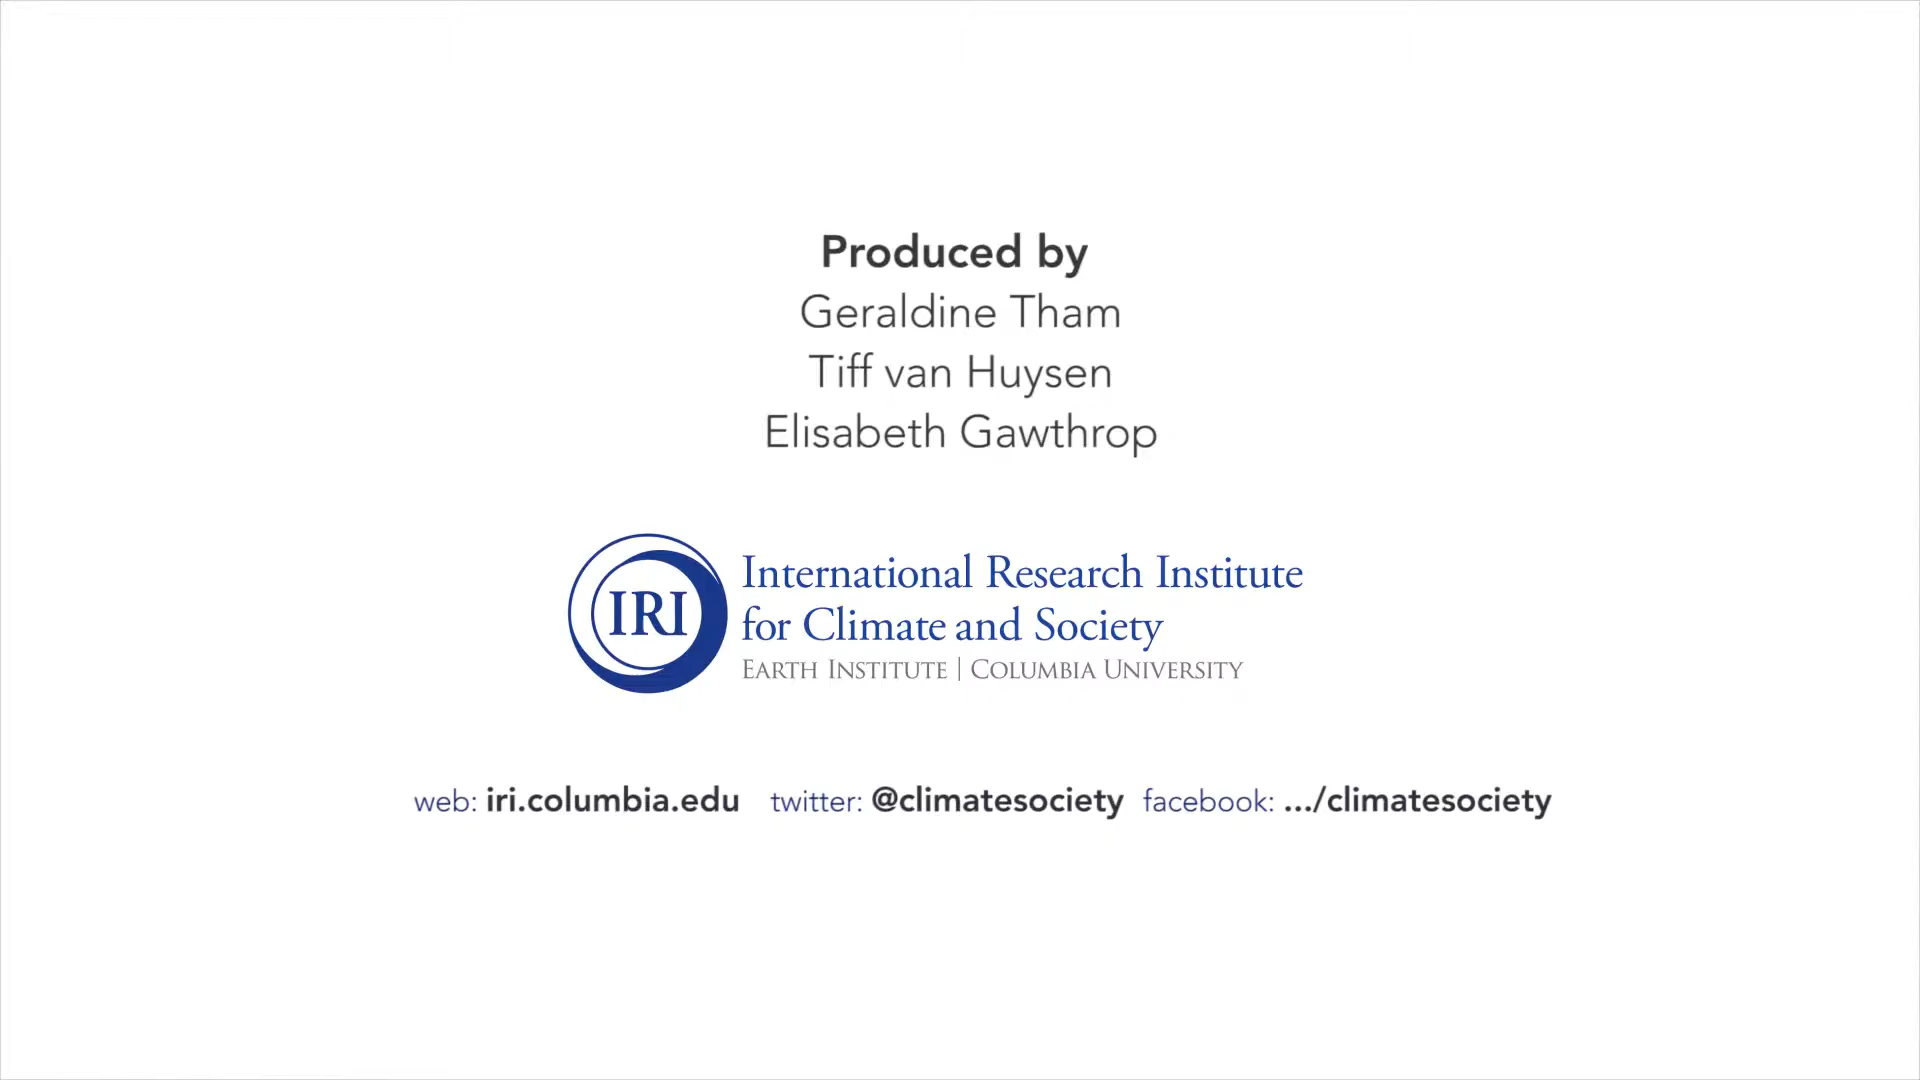 Produced by
Geraldine Tham
Tiff van Huysen
Elisabeth Gawthrop
IRI
International Research Institute
for Climate and Society
EARTH INSTITUTE | COLUMBIA UNIVERSITY
web: iri.columbia.edu twitter: @climatesociety facebook: .../climatesociety